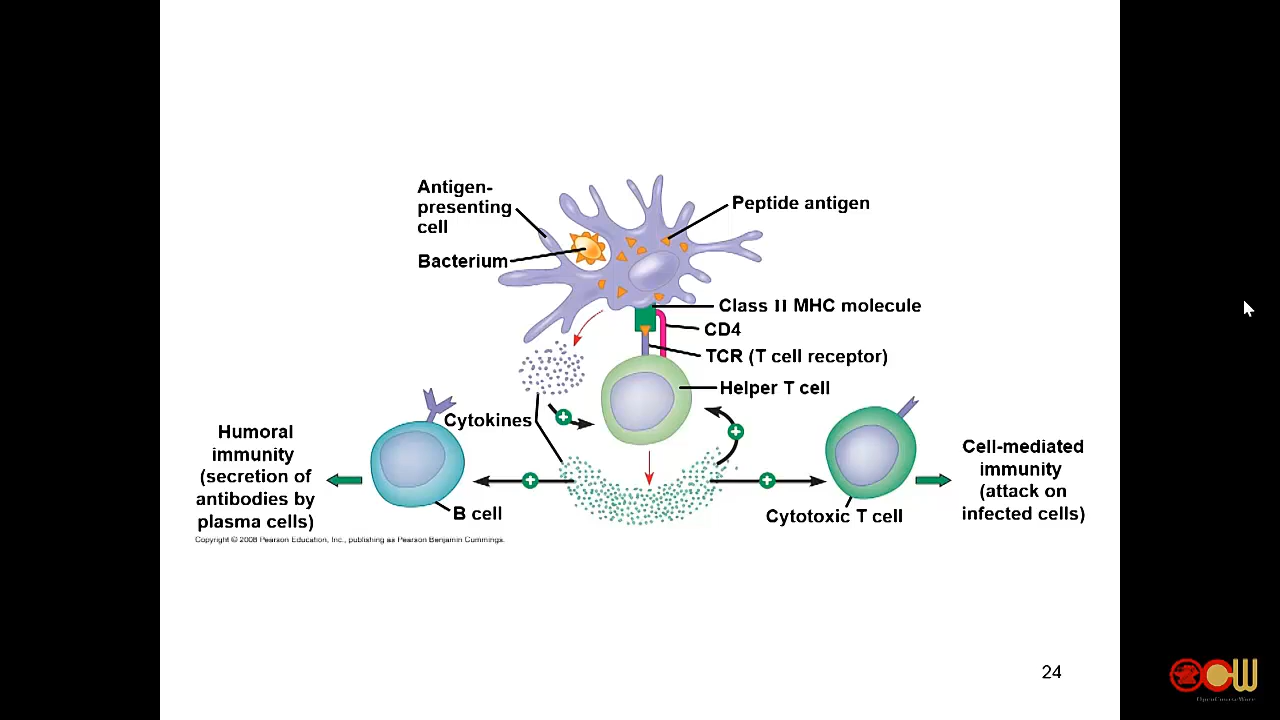 Antigen-
presenting
cell
Bacterium
Peptide antigen
Class II MHC molecule
CD4
TCR (T cell receptor)
Helper T cell
Cytokines
Humoral
immunity
(secretion of
antibodies by
plasma cells)
B cell
Cytotoxic T cell
Cell-mediated
immunity
(attack on
infected cells)
Copyright © 2008 Pearson Education, Inc., publishing as Pearson Benjamin Cummings.
24
OCW
OpenCourseWare